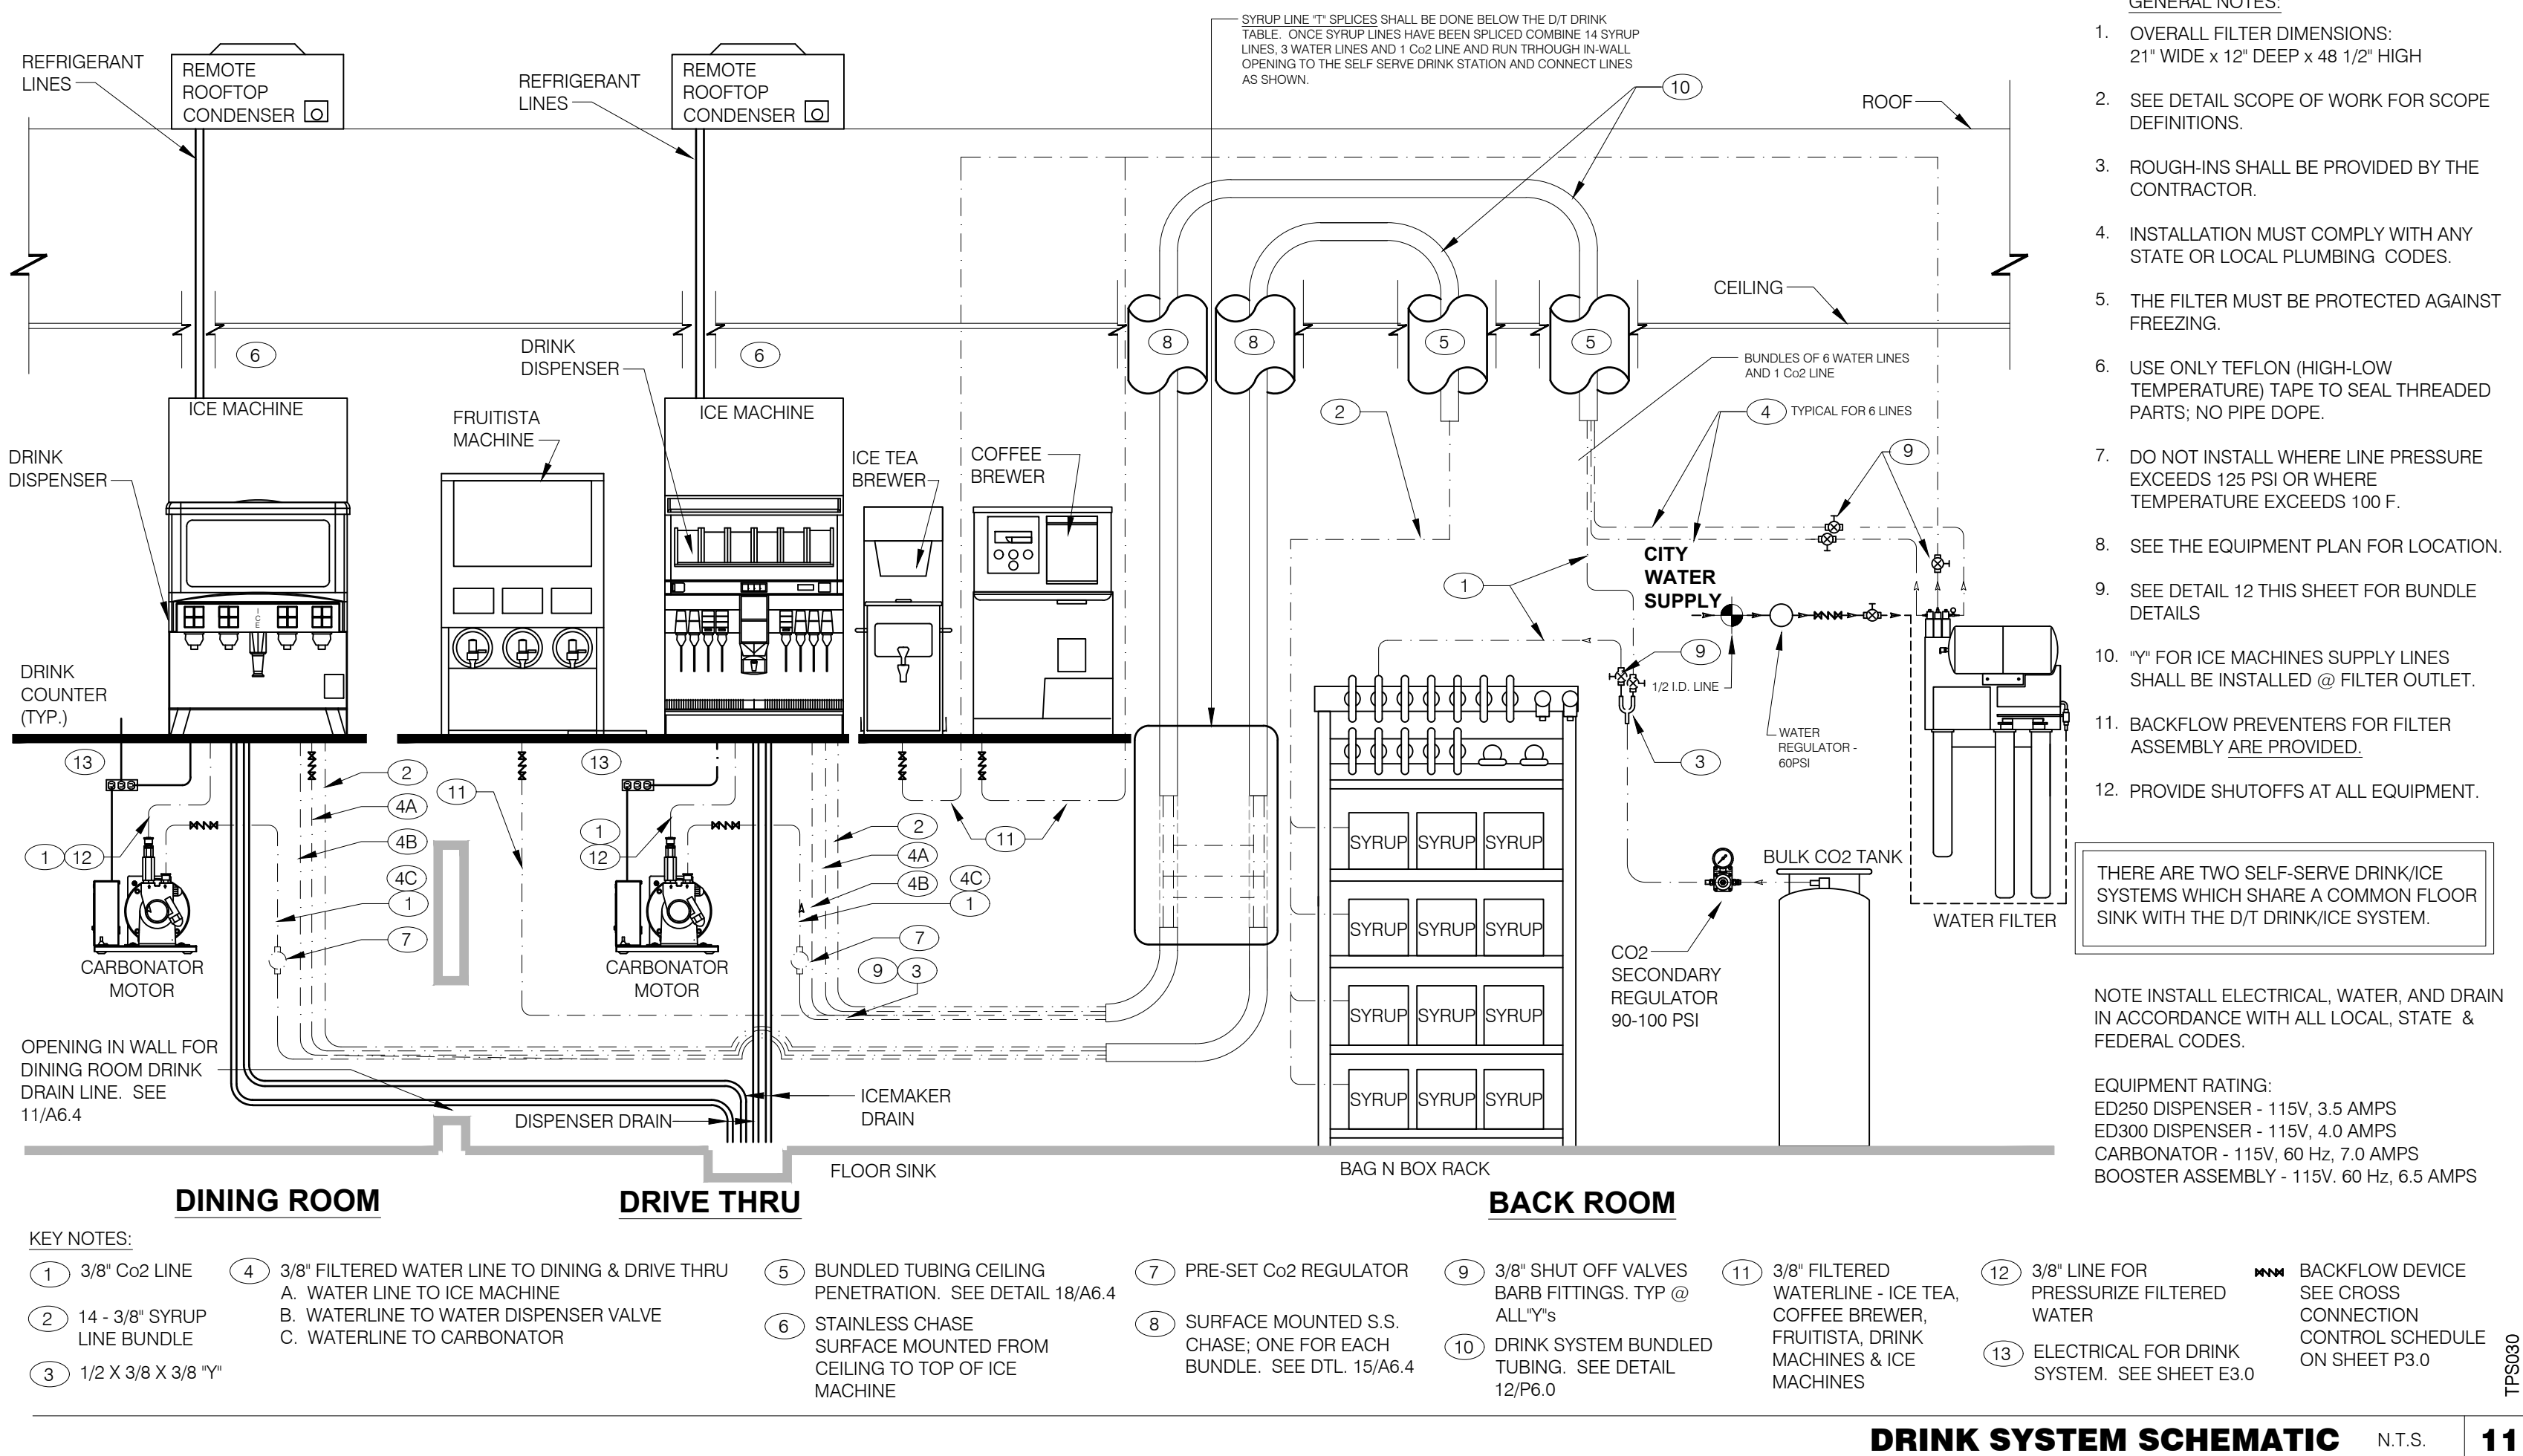 SYRUP LINE "T" SPLICES SHALL BE DONE BELOW THE D/T DRINK
TABLE. ONCE SYRUP LINES HAVE BEEN SPLICED COMBINE 14 SYRUP
LINES, 3 WATER LINES AND 1 Co2 LINE AND RUN TRHOUGH IN-WALL
OPENING TO THE SELF SERVE DRINK STATION AND CONNECT LINES
AS SHOWN.
REFRIGERANT
LINES
REMOTE
ROOFTOP
CONDENSER
REFRIGERANT
LINES
REMOTE
ROOFTOP
CONDENSER
10
ROOF
CEILING
8
8
5
5
6
6
DRINK
DISPENSER
BUNDLES OF 6 WATER LINES
AND 1 Co2 LINE
2
4
TYPICAL FOR 6 LINES
ICE MACHINE
FRUITISTA
MACHINE
ICE MACHINE
DRINK
DISPENSER
ICE TEA
BREWER
COFFEE
BREWER
9
CITY
WATER
SUPPLY
1
ICE
DRINK
COUNTER
(TYP.)
9
1/2 I.D. LINE
WATER
REGULATOR -
60PSI
3
13
2
11
4A
4B
1
12
4C
1
7
CARBONATOR
MOTOR
13
1
12
2
4A
4B
4C
1
7
9
3
11
CARBONATOR
MOTOR
SYRUP SYRUP SYRUP
SYRUP SYRUP SYRUP
SYRUP SYRUP SYRUP
SYRUP SYRUP SYRUP
BULK CO2 TANK
WATER FILTER
CO2
SECONDARY
REGULATOR
90-100 PSI
OPENING IN WALL FOR
DINING ROOM DRINK
DRAIN LINE. SEE
11/A6.4
DISPENSER DRAIN
ICEMAKER
DRAIN
FLOOR SINK
BAG N BOX RACK
DINING ROOM
DRIVE THRU
BACK ROOM
GENERAL NOTES:
1. OVERALL FILTER DIMENSIONS:
21" WIDE x 12" DEEP x 48 1/2" HIGH
2. SEE DETAIL SCOPE OF WORK FOR SCOPE
DEFINITIONS.
3. ROUGH-INS SHALL BE PROVIDED BY THE
CONTRACTOR.
4. INSTALLATION MUST COMPLY WITH ANY
STATE OR LOCAL PLUMBING CODES.
5. THE FILTER MUST BE PROTECTED AGAINST
FREEZING.
6. USE ONLY TEFLON (HIGH-LOW
TEMPERATURE) TAPE TO SEAL THREADED
PARTS; NO PIPE DOPE.
7. DO NOT INSTALL WHERE LINE PRESSURE
EXCEEDS 125 PSI OR WHERE
TEMPERATURE EXCEEDS 100 F.
8. SEE THE EQUIPMENT PLAN FOR LOCATION.
9. SEE DETAIL 12 THIS SHEET FOR BUNDLE
DETAILS
10. "Y" FOR ICE MACHINES SUPPLY LINES
SHALL BE INSTALLED @ FILTER OUTLET.
11. BACKFLOW PREVENTERS FOR FILTER
ASSEMBLY ARE PROVIDED.
12. PROVIDE SHUTOFFS AT ALL EQUIPMENT.
THERE ARE TWO SELF-SERVE DRINK/ICE
SYSTEMS WHICH SHARE A COMMON FLOOR
SINK WITH THE D/T DRINK/ICE SYSTEM.
NOTE INSTALL ELECTRICAL, WATER, AND DRAIN
IN ACCORDANCE WITH ALL LOCAL, STATE &
FEDERAL CODES.
EQUIPMENT RATING:
ED250 DISPENSER - 115V, 3.5 AMPS
ED300 DISPENSER - 115V, 4.0 AMPS
CARBONATOR - 115V, 60 Hz, 7.0 AMPS
BOOSTER ASSEMBLY - 115V. 60 Hz, 6.5 AMPS
KEY NOTES:
1 3/8" Co2 LINE
2 14 - 3/8" SYRUP
LINE BUNDLE
3 1/2 X 3/8 X 3/8 "Y"
4 3/8" FILTERED WATER LINE TO DINING & DRIVE THRU
A. WATER LINE TO ICE MACHINE
B. WATERLINE TO WATER DISPENSER VALVE
C. WATERLINE TO CARBONATOR
5 BUNDLED TUBING CEILING
PENETRATION. SEE DETAIL 18/A6.4
6 STAINLESS CHASE
SURFACE MOUNTED FROM
CEILING TO TOP OF ICE
MACHINE
7 PRE-SET Co2 REGULATOR
8 SURFACE MOUNTED S.S.
CHASE; ONE FOR EACH
BUNDLE. SEE DTL. 15/A6.4
9 3/8" SHUT OFF VALVES
BARB FITTINGS. TYP @
ALL"Y"s
10 DRINK SYSTEM BUNDLED
TUBING. SEE DETAIL
12/P6.0
11 3/8" FILTERED
WATERLINE - ICE TEA,
COFFEE BREWER,
FRUITISTA, DRINK
MACHINES & ICE
MACHINES
12 3/8" LINE FOR
PRESSURIZE FILTERED
WATER
13 ELECTRICAL FOR DRINK
SYSTEM. SEE SHEET E3.0
BACKFLOW DEVICE
SEE CROSS
CONNECTION
CONTROL SCHEDULE
ON SHEET P3.0
TPS030
DRINK SYSTEM SCHEMATIC N.T.S. 11